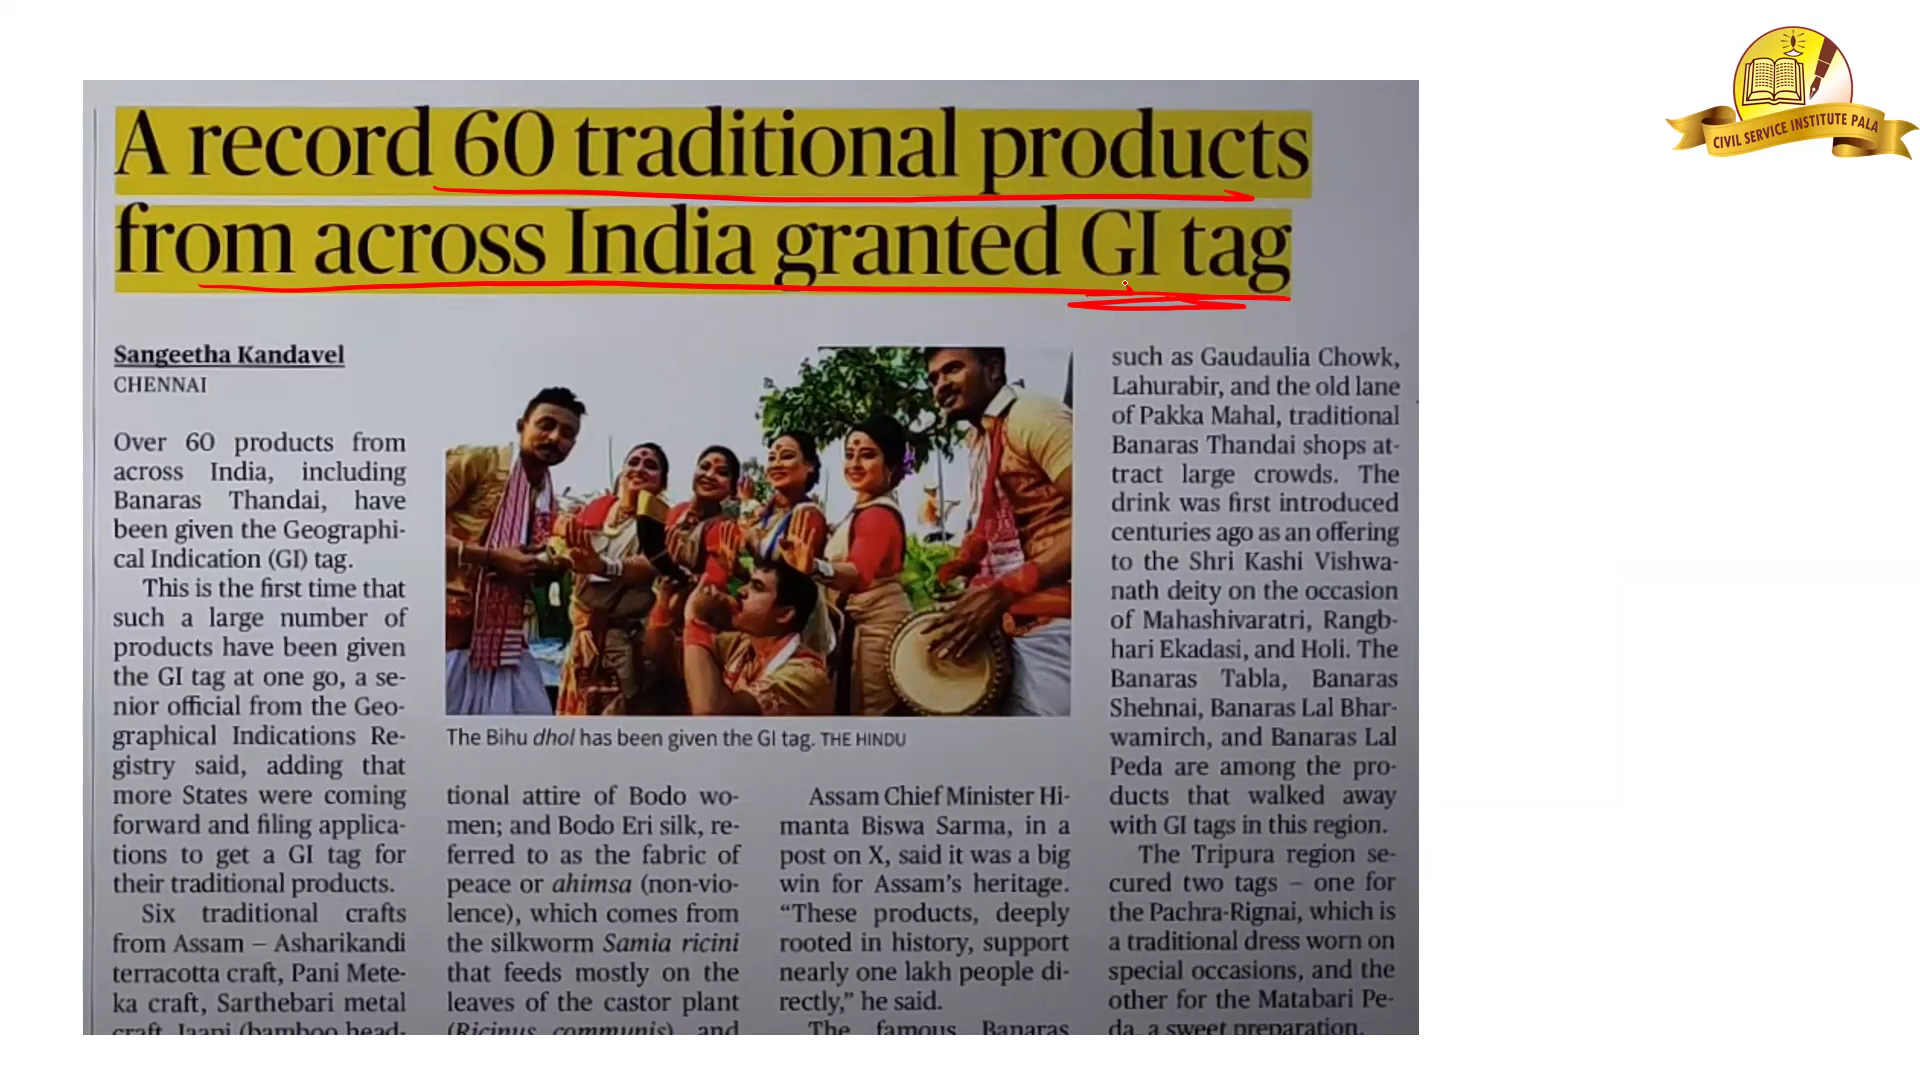 A record 60 traditional products
from across India granted GI tag
Sangeetha Kandavel
CHENNAI
Over 60 products from
across India, including
Banaras Thandai, have
been given the Geographi-
cal Indication (GI) tag.
This is the first time that
such a large number of
products have been given
the GI tag at one go, a se-
nior official from the Geo-
graphical Indications Re-
gistry said, adding that
more States were coming
forward and filing applica-
tions to get a GI tag for
their traditional products.
Six traditional crafts
from Assam – Asharikandi
terracotta craft, Pani Mete-
ka craft, Sarthebari metal
craft, Jaapi (bamboo head-
The Bihu dhol has been given the GI tag. THE HINDU
tional attire of Bodo wo-
men; and Bodo Eri silk, re-
ferred to as the fabric of
peace or ahimsa (non-vio-
lence), which comes from
the silkworm Samia ricini
that feeds mostly on the
leaves of the castor plant
(Ricinus communis), and
Assam Chief Minister Hi-
manta Biswa Sarma, in a
post on X, said it was a big
win for Assam's heritage.
“These products, deeply
rooted in history, support
nearly one lakh people di-
rectly,” he said.
The famous Banaras
such as Gaudaulia Chowk,
Lahurabir, and the old lane
of Pakka Mahal, traditional
Banaras Thandai shops at-
tract large crowds. The
drink was first introduced
centuries ago as an offering
to the Shri Kashi Vishwa-
nath deity on the occasion
of Mahashivaratri, Rangb-
hari Ekadasi, and Holi. The
Banaras Tabla, Banaras
Shehnai, Banaras Lal Bhar-
wamirch, and Banaras Lal
Peda are among the pro-
ducts that walked away
with GI tags in this region.
The Tripura region se-
cured two tags – one for
the Pachra-Rignai, which is
a traditional dress worn on
special occasions, and the
other for the Matabari Pe-
da, a sweet preparation.
CIVIL SERVICE INSTITUTE PALA